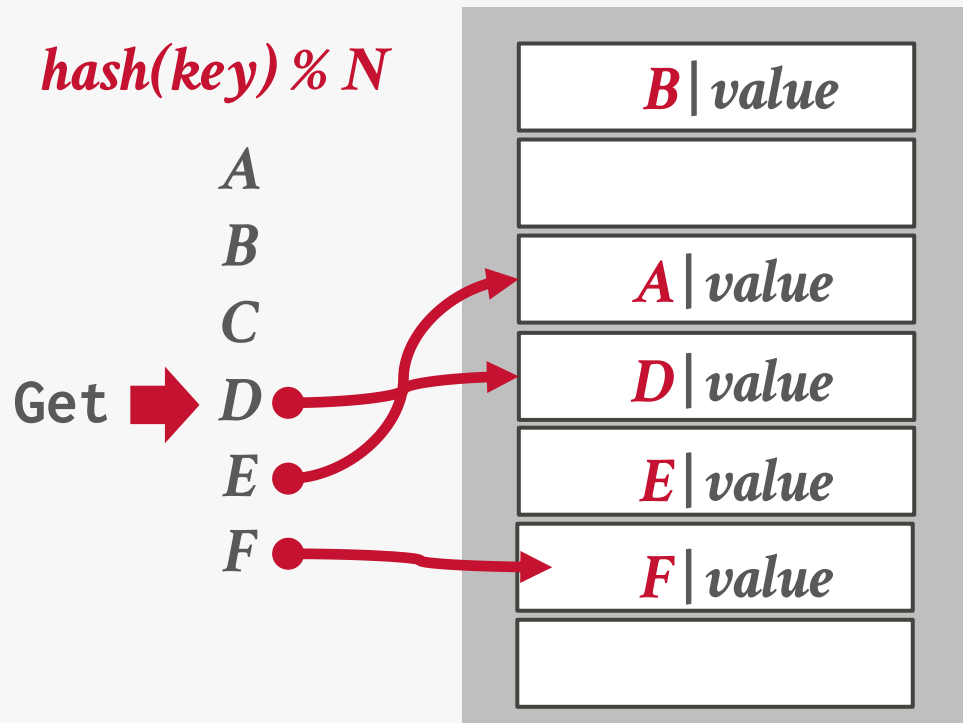 hash(key) % N
A
B
C
Get D
E
F
B|value
A|value
D|value
E|value
F|value